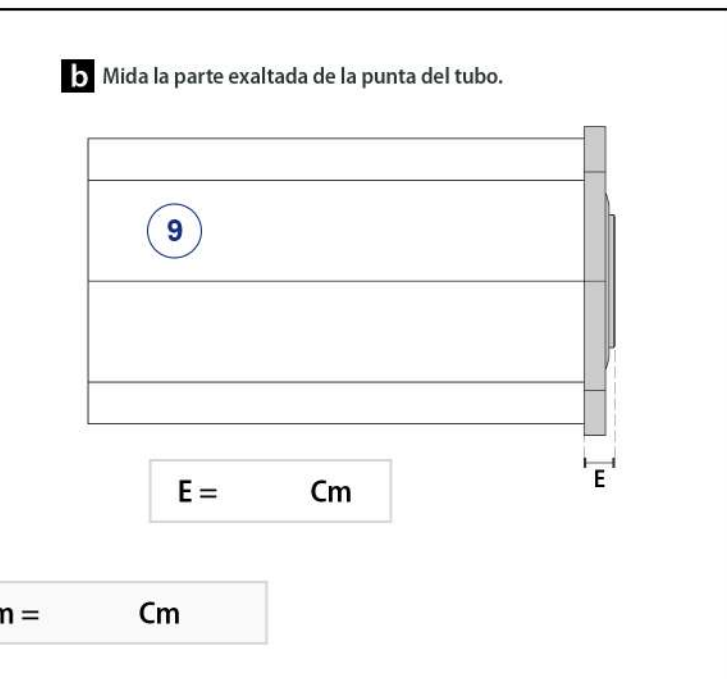 b Mida la parte exaltada de la punta del tubo.
9
E
E = Cm
m = Cm